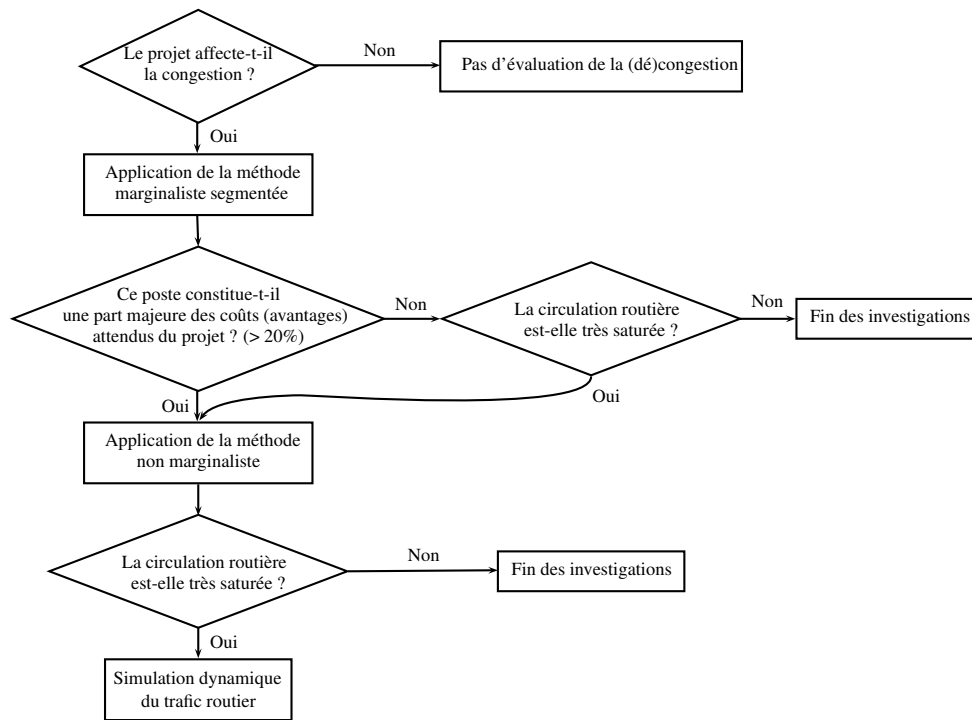 Le projet affecte-t-il
la congestion ?
Non
Pas d'évaluation de la (dé)congestion
Oui
Application de la méthode
marginaliste segmentée
Ce poste constitue-t-il
une part majeure des coûts (avantages)
attendus du projet ? (> 20%)
Non
La circulation routière
est-elle très saturée ?
Non
Fin des investigations
Oui
Oui
Application de la méthode
non marginaliste
La circulation routière
est-elle très saturée ?
Non
Fin des investigations
Oui
Simulation dynamique
du trafic routier